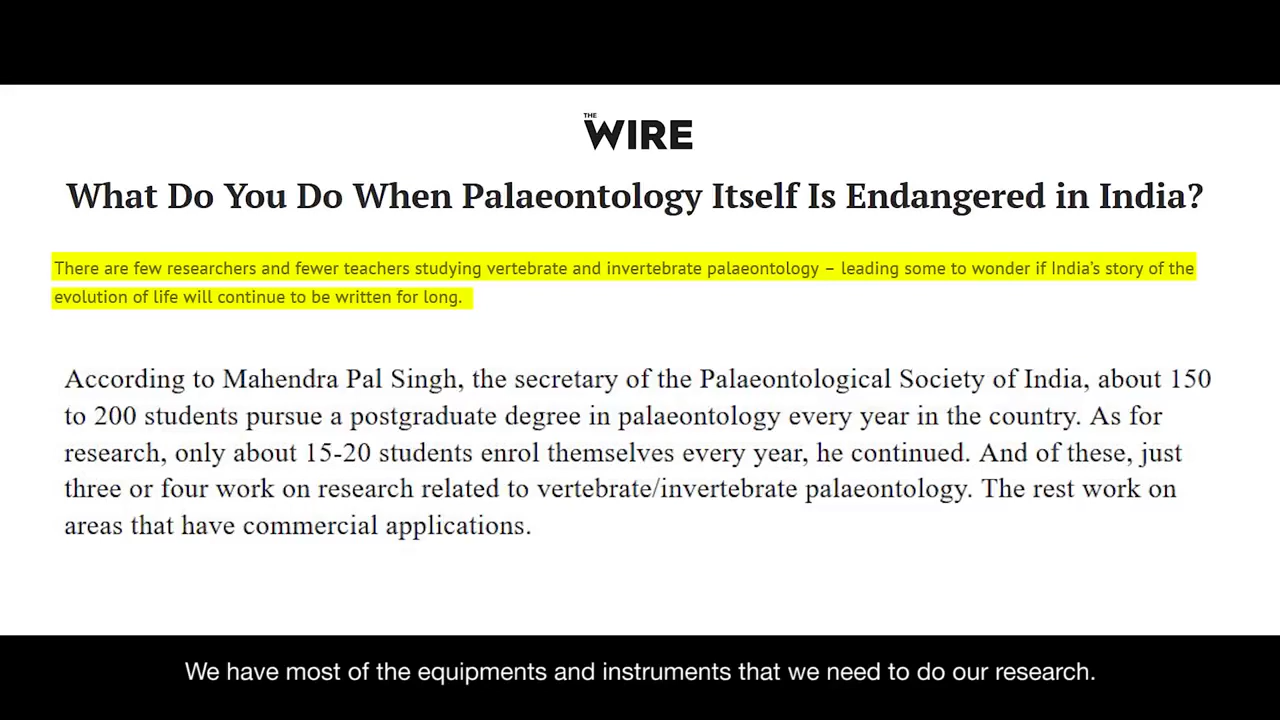 THE
WIRE
What Do You Do When Palaeontology Itself Is Endangered in India?
There are few researchers and fewer teachers studying vertebrate and invertebrate palaeontology – leading some to wonder if India's story of the
evolution of life will continue to be written for long.
According to Mahendra Pal Singh, the secretary of the Palaeontological Society of India, about 150
to 200 students pursue a postgraduate degree in palaeontology every year in the country. As for
research, only about 15-20 students enrol themselves every year, he continued. And of these, just
three or four work on research related to vertebrate/invertebrate palaeontology. The rest work on
areas that have commercial applications.
We have most of the equipments and instruments that we need to do our research.